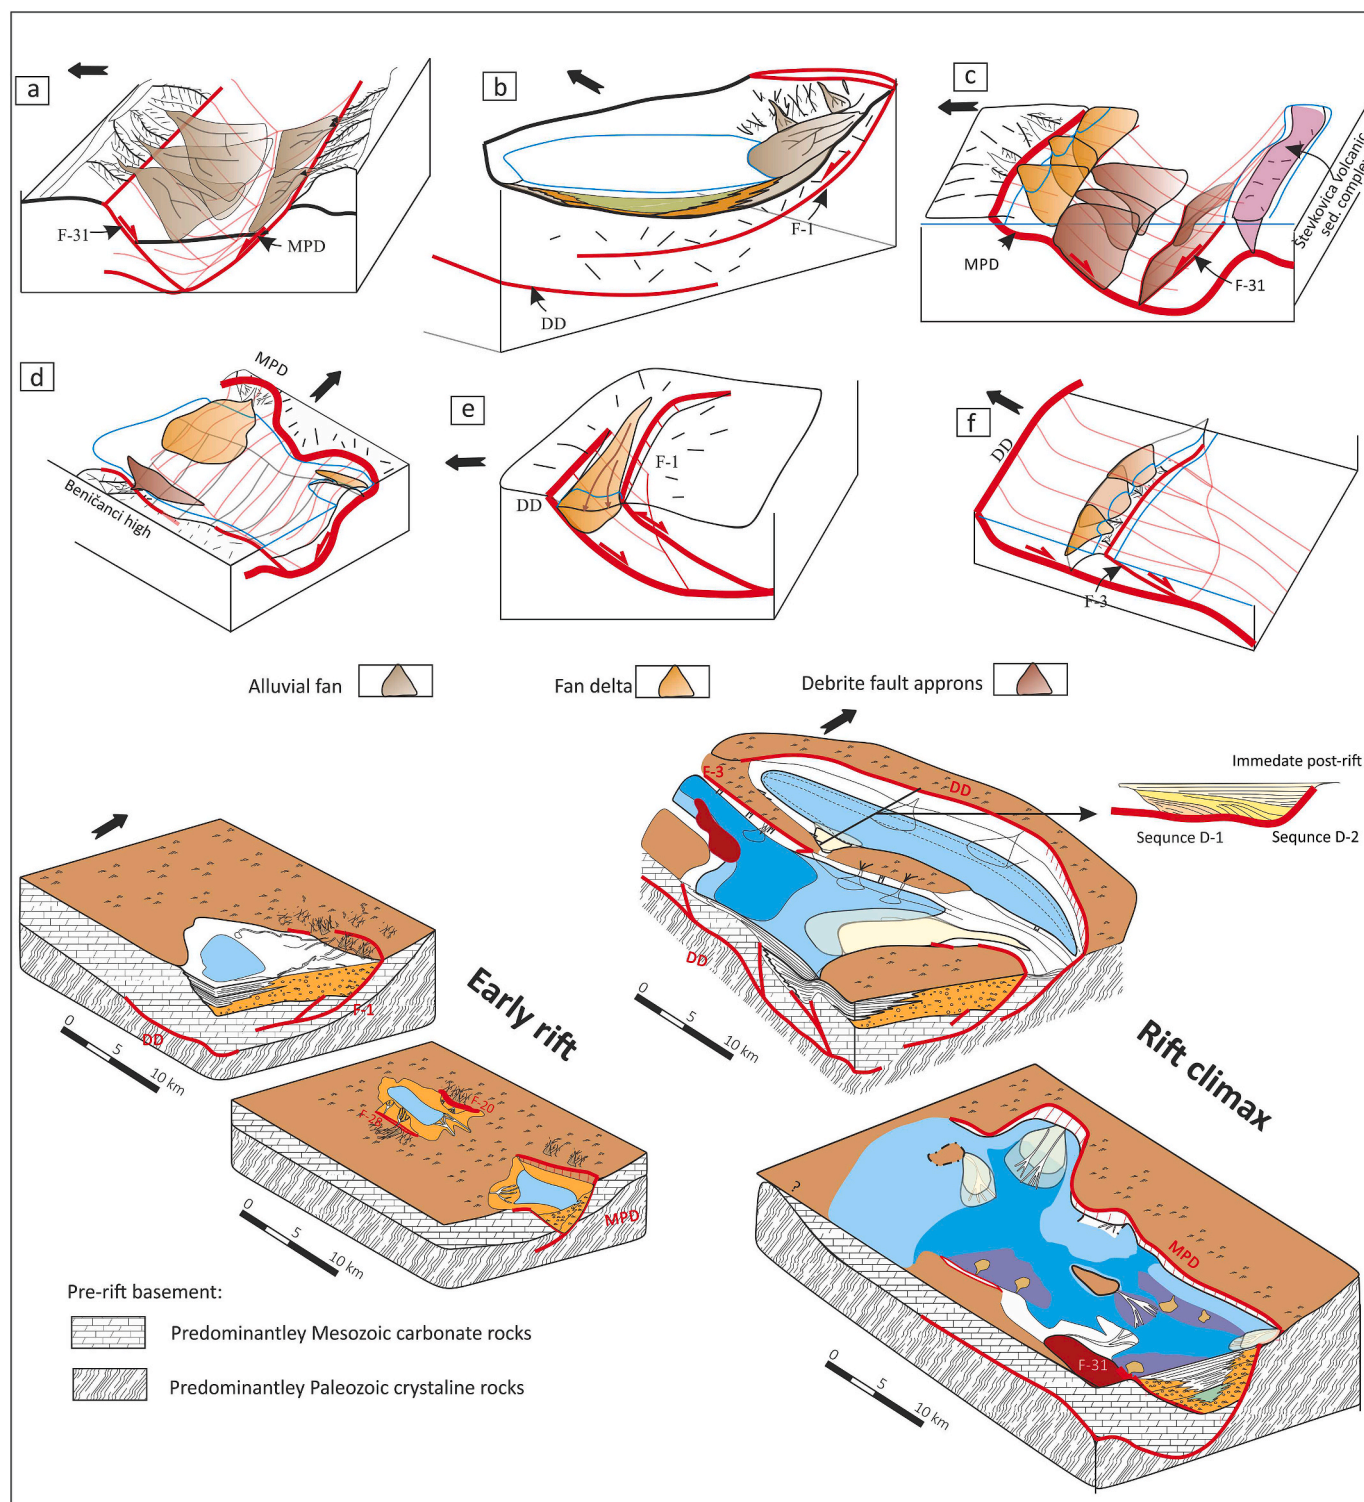 a
F-31
MPD
b
F-1
DD
c
MPD
F-31
Števkovica volcanic
sed. complex
d
MPD
Beničanci high
e
DD
F-1
f
DD
F-3
Alluvial fan
Fan delta
Debrite fault approns
F-1
DD
0
5
10 km
Early rift
F-20
MPD
0
5
10 km
F-3
DD
DD
0
5
10 km
Immedate post-rift
Sequnce D-1
Sequnce D-2
Rift climax
?
MPD
F-31
0
5
10 km
Pre-rift basement:
Predominantley Mesozoic carbonate rocks
Predominantley Paleozoic crystaline rocks